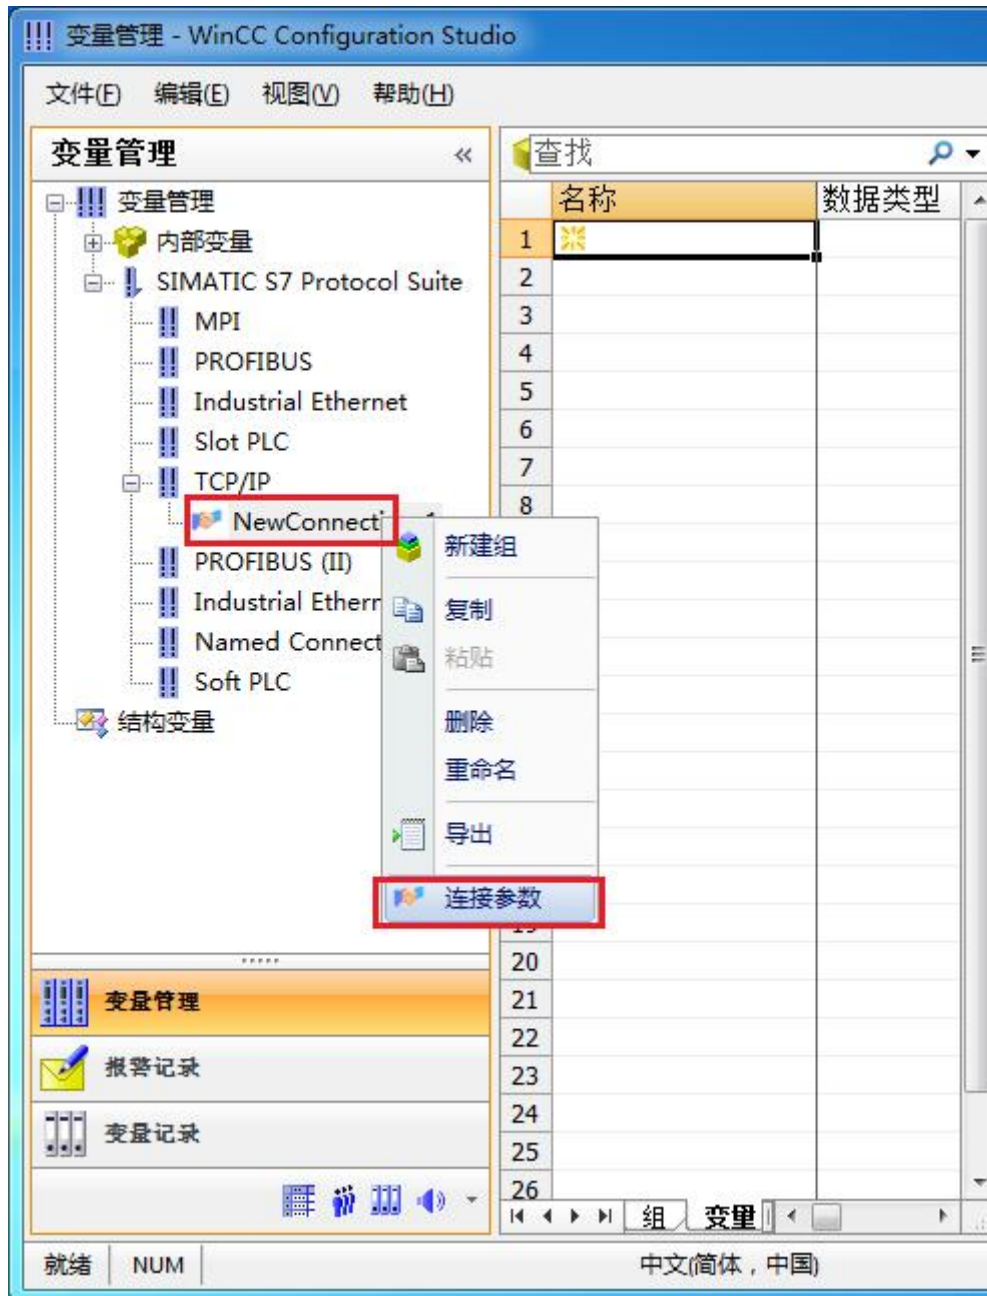 变量管理 - WinCC Configuration Studio
文件(F) 编辑(E) 视图(V) 帮助(H)
变量管理
查找
名称 数据类型
变量管理
内部变量
SIMATIC S7 Protocol Suite
MPI
PROFIBUS
Industrial Ethernet
Slot PLC
TCP/IP
NewConnecti
PROFIBUS (II)
Industrial Ethern
Named Connect
Soft PLC
结构变量
1
2
3
4
5
6
7
8
新建组
复制
粘贴
删除
重命名
导出
连接参数
19
20
21
22
23
24
25
26
变量管理
报警记录
变量记录
组 变量
就绪 NUM 中文(简体，中国)